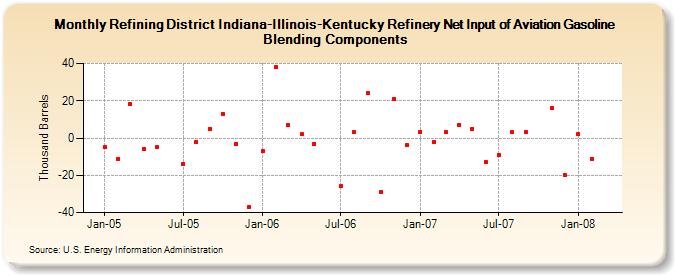 Monthly Refining District Indiana-Illinois-Kentucky Refinery Net Input of Aviation Gasoline
Blending Components
Thousand Barrels
40
20
0
-20
-40
Jan-05
Jul-05
Jan-06
Jul-06
Jan-07
Jul-07
Jan-08
Source: U.S. Energy Information Administration